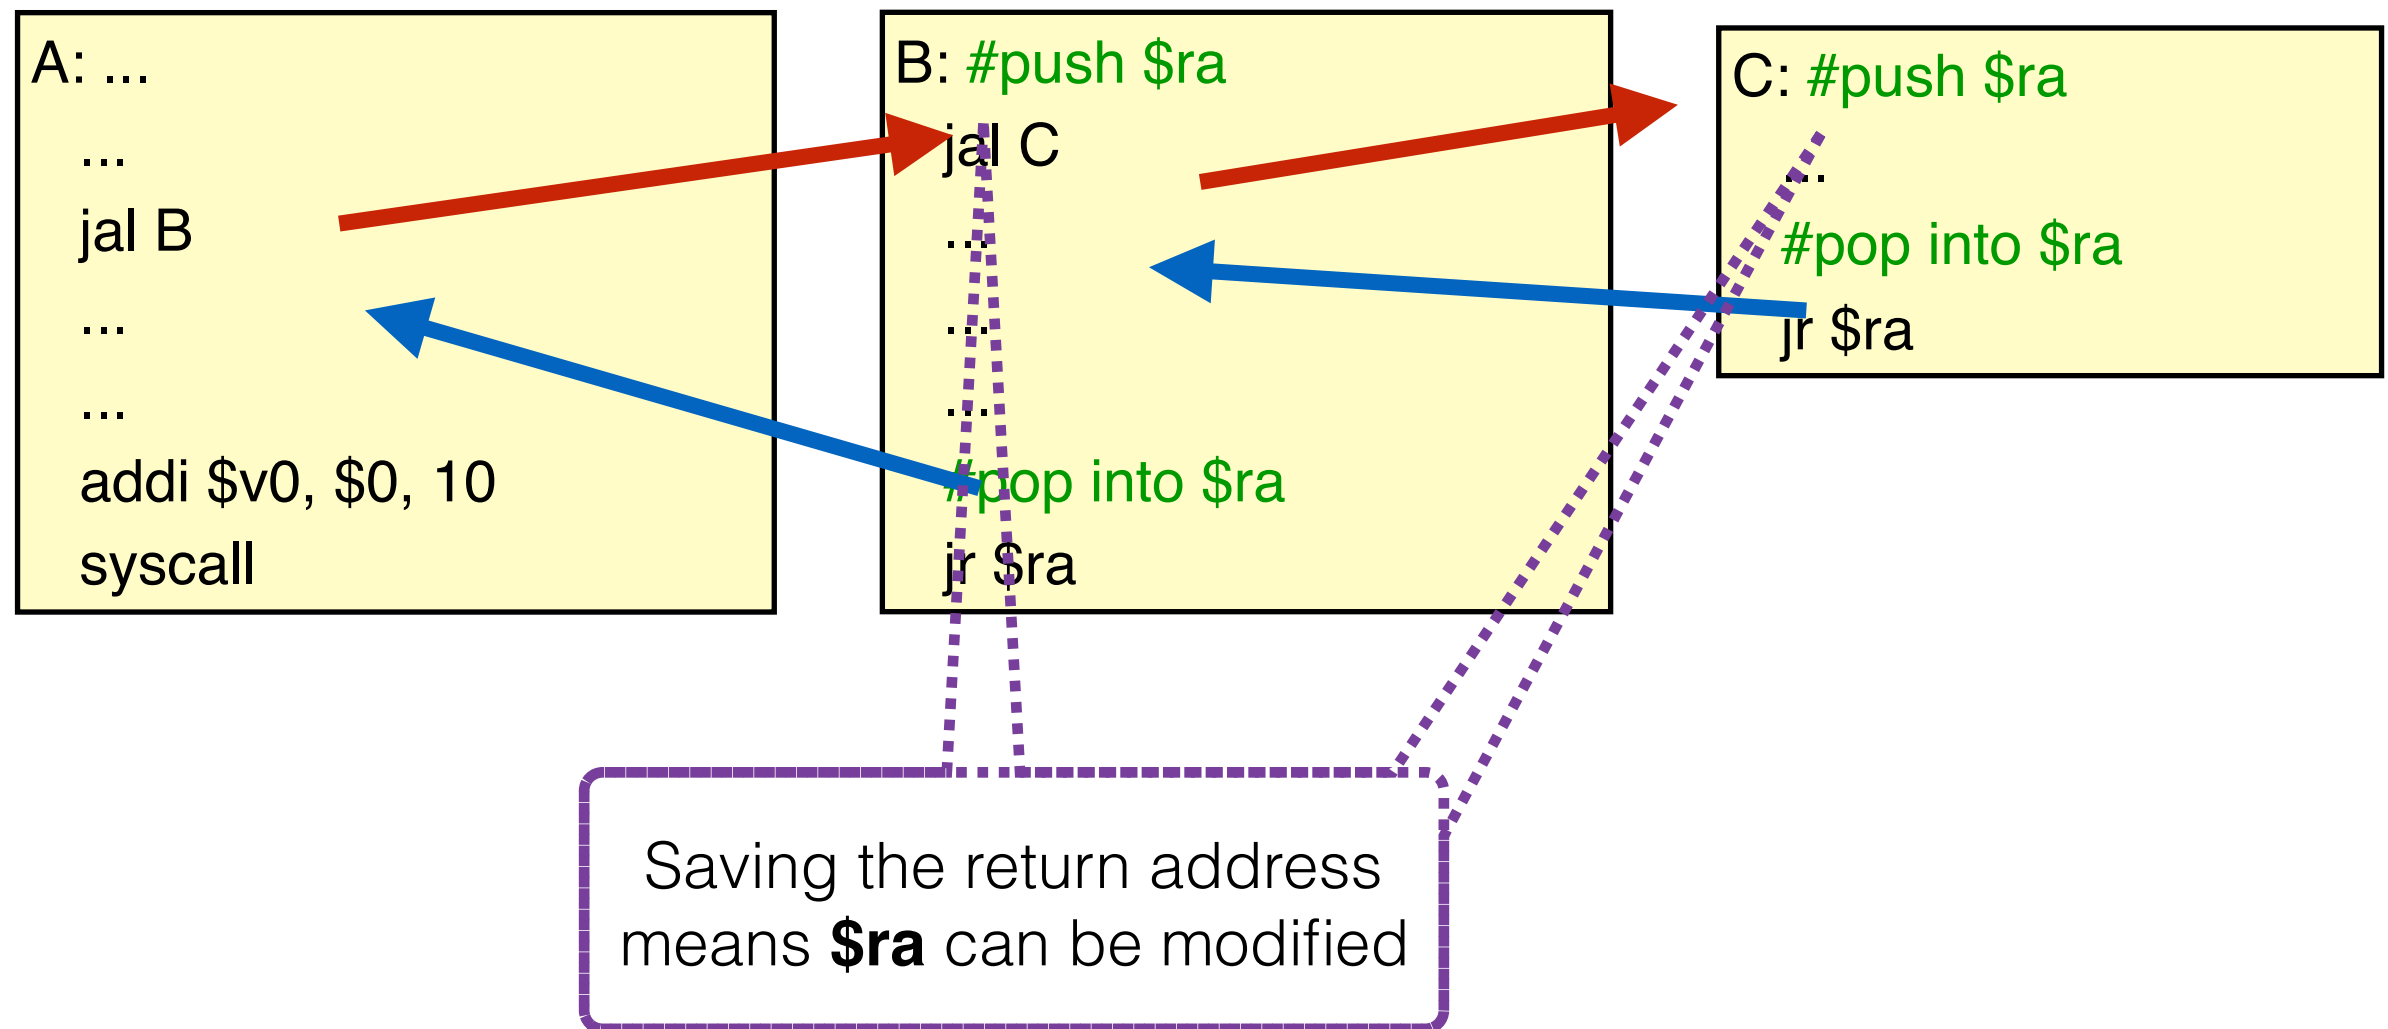 A: ...
...
jal B
...
...
addi $v0, $0, 10
syscall
B: #push $ra
jal C
...
...
...
#pop into $ra
jr $ra
C: #push $ra
...
#pop into $ra
jr $ra
Saving the return address
means $ra can be modified